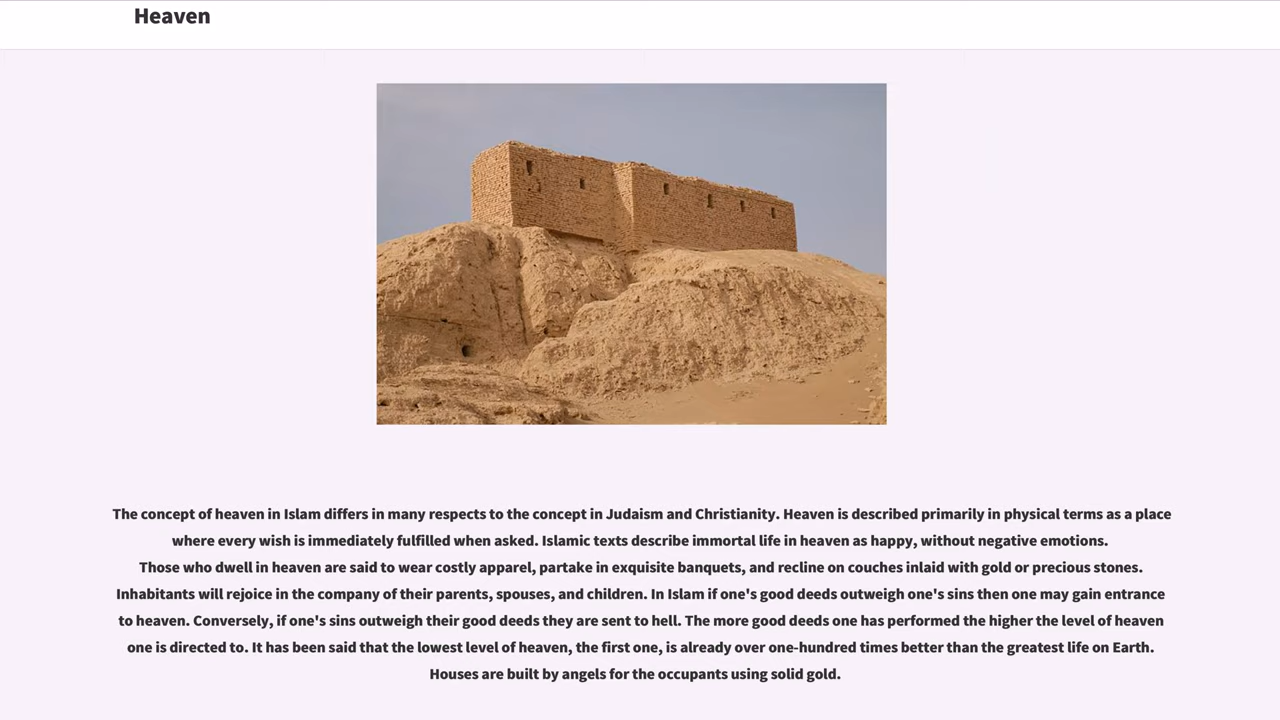 Heaven
The concept of heaven in Islam differs in many respects to the concept in Judaism and Christianity. Heaven is described primarily in physical terms as a place
where every wish is immediately fulfilled when asked. Islamic texts describe immortal life in heaven as happy, without negative emotions.
Those who dwell in heaven are said to wear costly apparel, partake in exquisite banquets, and recline on couches inlaid with gold or precious stones.
Inhabitants will rejoice in the company of their parents, spouses, and children. In Islam if one's good deeds outweigh one's sins then one may gain entrance
to heaven. Conversely, if one's sins outweigh their good deeds they are sent to hell. The more good deeds one has performed the higher the level of heaven
one is directed to. It has been said that the lowest level of heaven, the first one, is already over one-hundred times better than the greatest life on Earth.
Houses are built by angels for the occupants using solid gold.